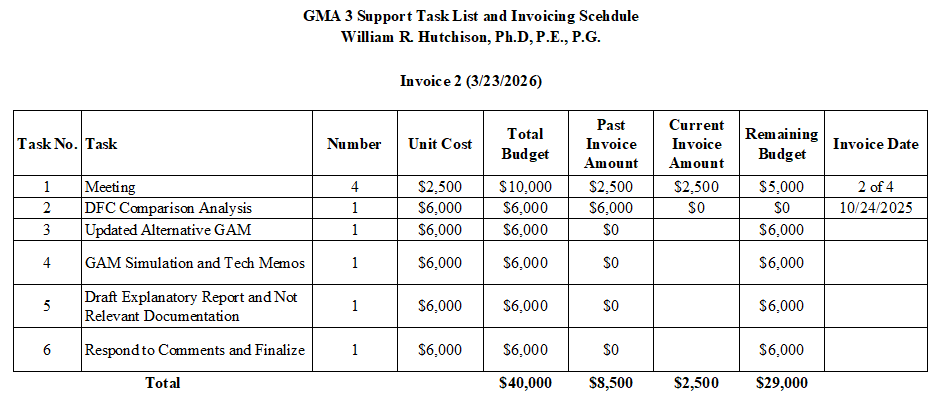 GMA 3 Support Task List and Invoicing Scehdule
William R. Hutchison, Ph.D, P.E., P.G.
Invoice 2 (3/23/2026)
Task No. Task Number Unit Cost Total Budget Past Invoice Amount Current Invoice Amount Remaining Budget Invoice Date
1 Meeting 4 $2,500 $10,000 $2,500 $2,500 $5,000 2 of 4
2 DFC Comparison Analysis 1 $6,000 $6,000 $6,000 $0 $0 10/24/2025
3 Updated Alternative GAM 1 $6,000 $6,000 $0 $6,000
4 GAM Simulation and Tech Memos 1 $6,000 $6,000 $0 $6,000
5 Draft Explanatory Report and Not Relevant Documentation 1 $6,000 $6,000 $0 $6,000
6 Respond to Comments and Finalize 1 $6,000 $6,000 $0 $6,000
Total $40,000 $8,500 $2,500 $29,000